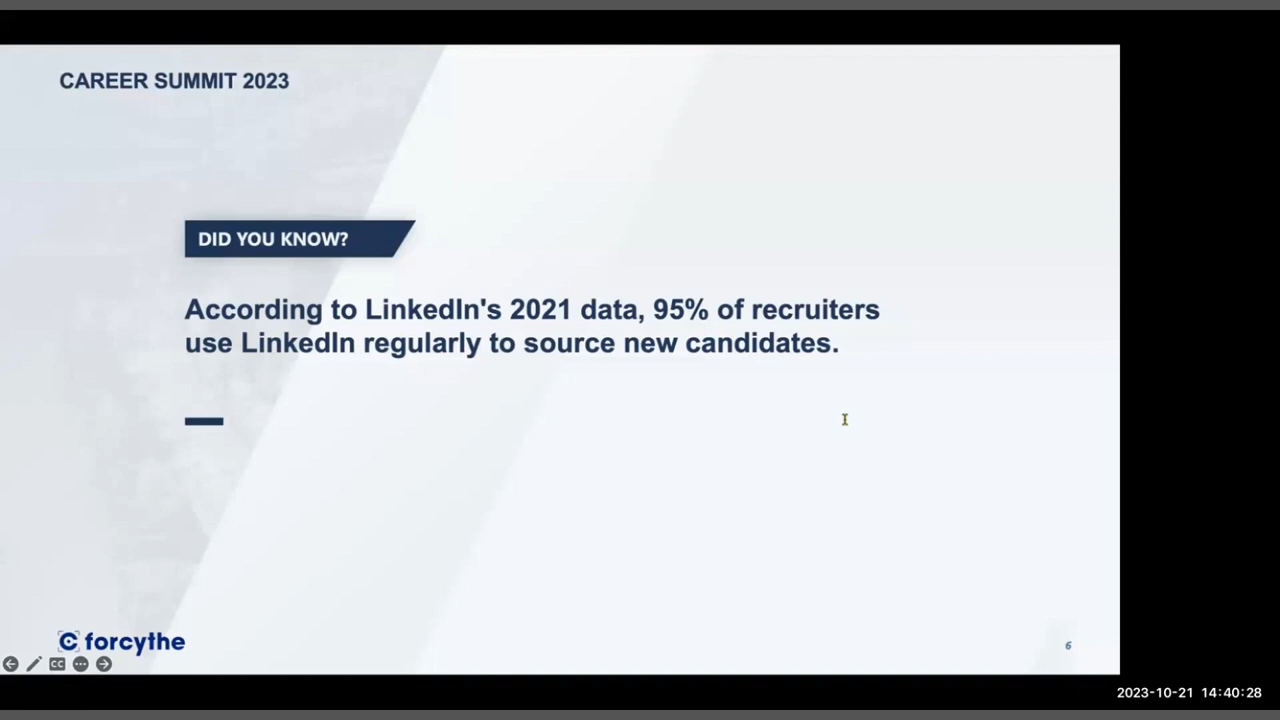 CAREER SUMMIT 2023
DID YOU KNOW?
According to LinkedIn's 2021 data, 95% of recruiters
use LinkedIn regularly to source new candidates.
forcythe
CC
6
2023-10-21 14:40:28